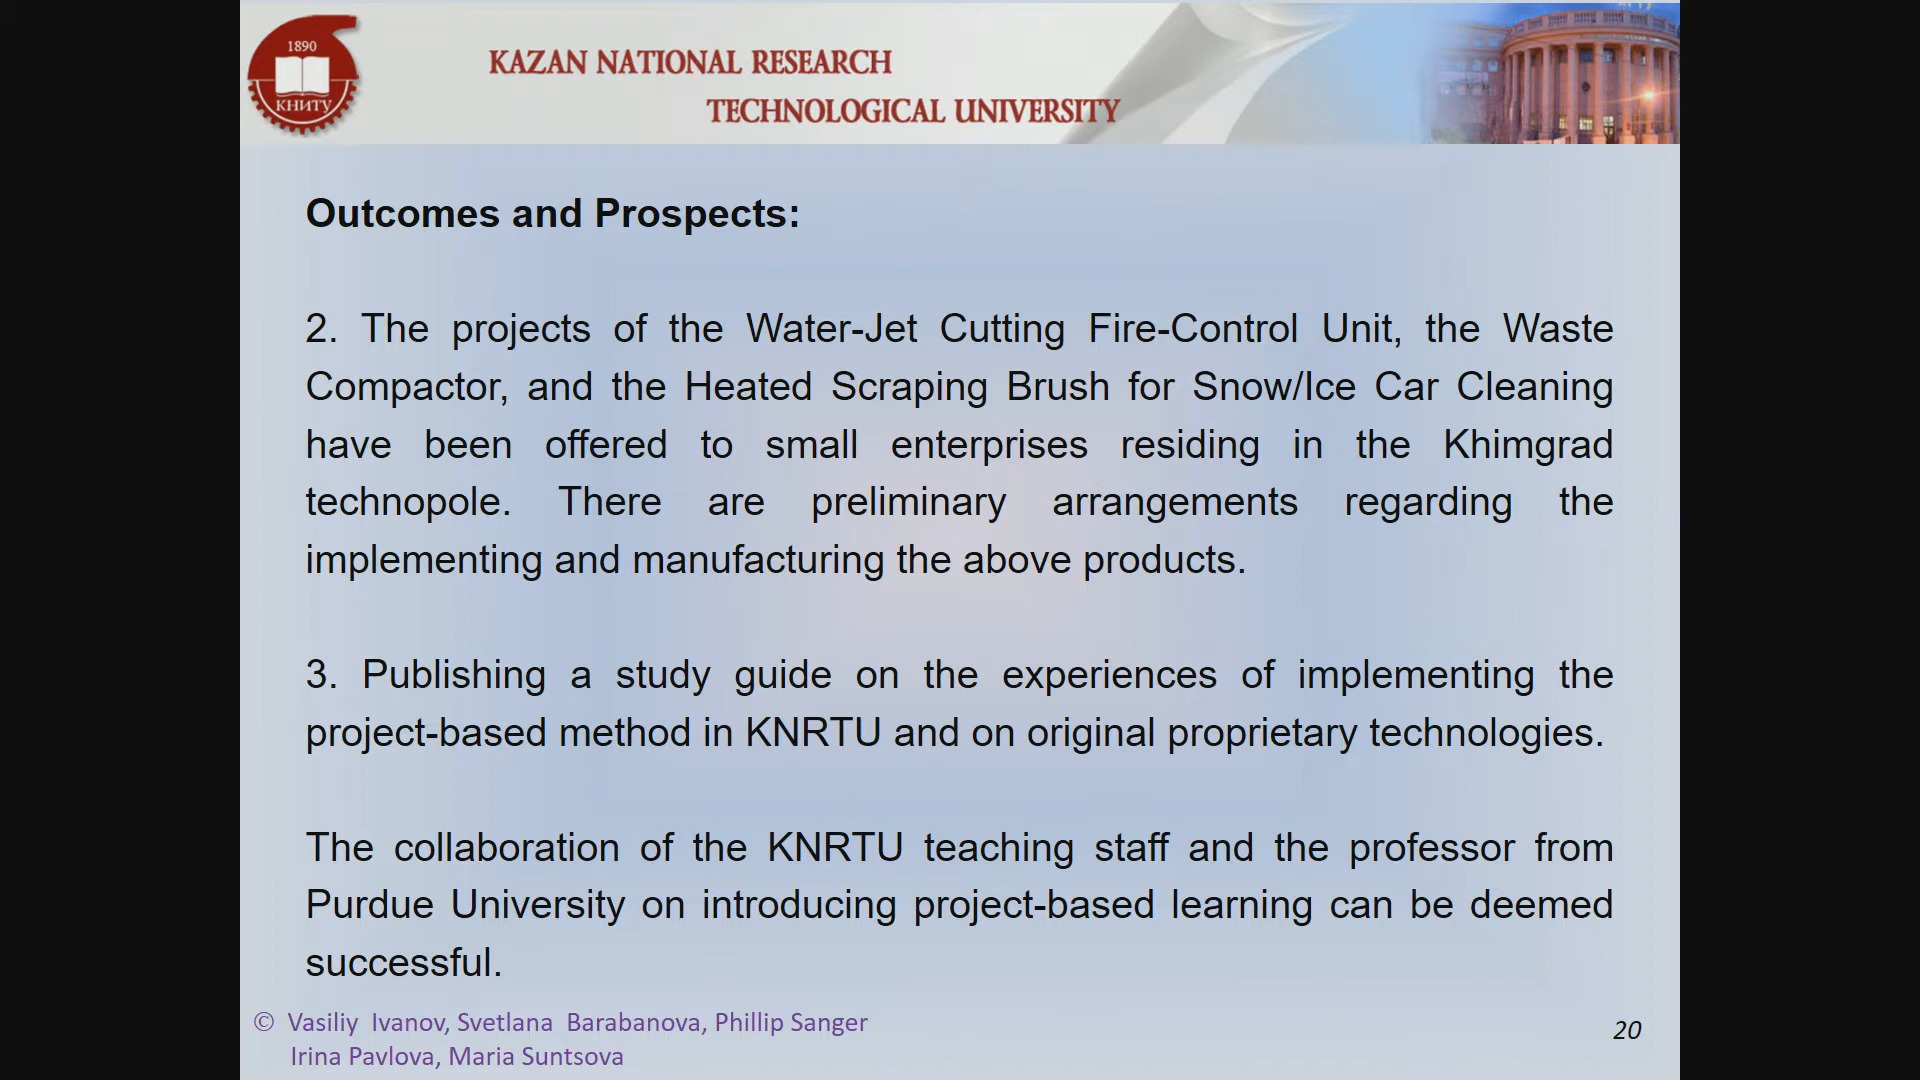 1890
КНИТУ
KAZAN NATIONAL RESEARCH
TECHNOLOGICAL UNIVERSITY
Outcomes and Prospects:
2. The projects of the Water-Jet Cutting Fire-Control Unit, the Waste
Compactor, and the Heated Scraping Brush for Snow/Ice Car Cleaning
have been offered to small enterprises residing in the Khimgrad
technopole. There are preliminary arrangements regarding the
implementing and manufacturing the above products.
3. Publishing a study guide on the experiences of implementing the
project-based method in KNRTU and on original proprietary technologies.
The collaboration of the KNRTU teaching staff and the professor from
Purdue University on introducing project-based learning can be deemed
successful.
© Vasiliy Ivanov, Svetlana Barabanova, Phillip Sanger
Irina Pavlova, Maria Suntsova
20